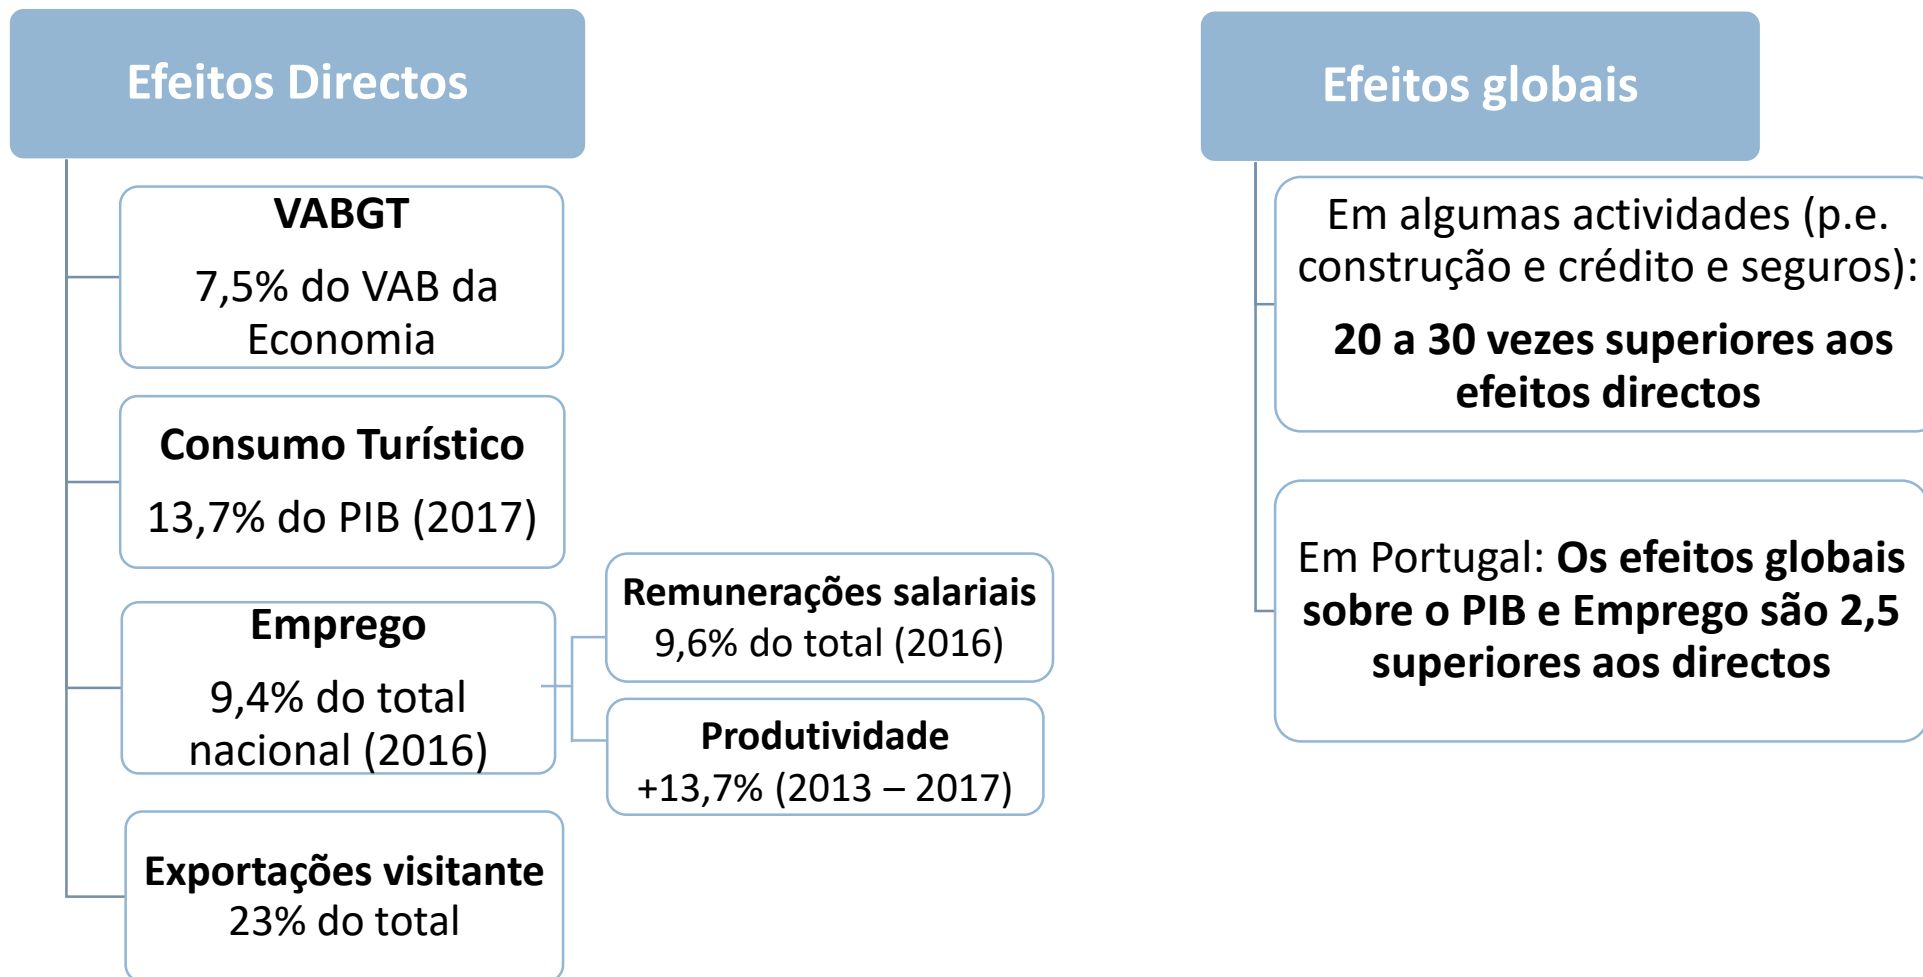 Efeitos Directos
VABGT
7,5% do VAB da
Economia
Consumo Turístico
13,7% do PIB (2017)
Emprego
9,4% do total
nacional (2016)
Remunerações salariais
9,6% do total (2016)
Produtividade
+13,7% (2013 – 2017)
Exportações visitante
23% do total
Efeitos globais
Em algumas actividades (p.e.
construção e crédito e seguros):
20 a 30 vezes superiores aos
efeitos directos
Em Portugal: Os efeitos globais
sobre o PIB e Emprego são 2,5
superiores aos directos